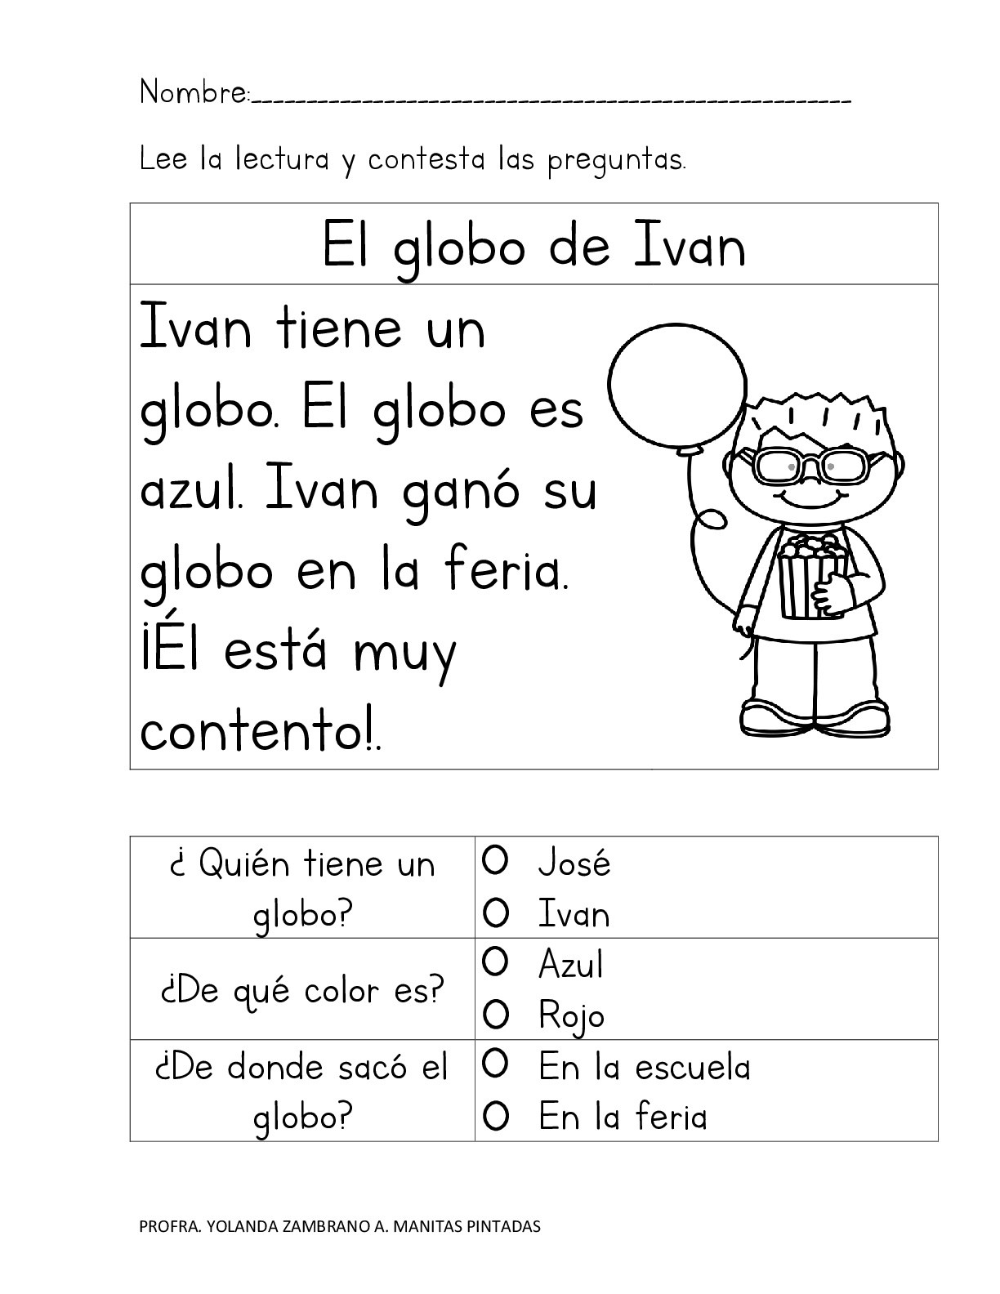 Nombre:______________________________________________________
Lee la lectura y contesta las preguntas.
El globo de Ivan
Ivan tiene un
globo. El globo es
azul. Ivan ganó su
globo en la feria.
¡Él está muy
contento!.
¿ Quién tiene un
globo?
José
Ivan
¿De qué color es?
Azul
Rojo
¿De donde sacó el
globo?
En la escuela
En la feria
PROFRA. YOLANDA ZAMBRANO A. MANITAS PINTADAS